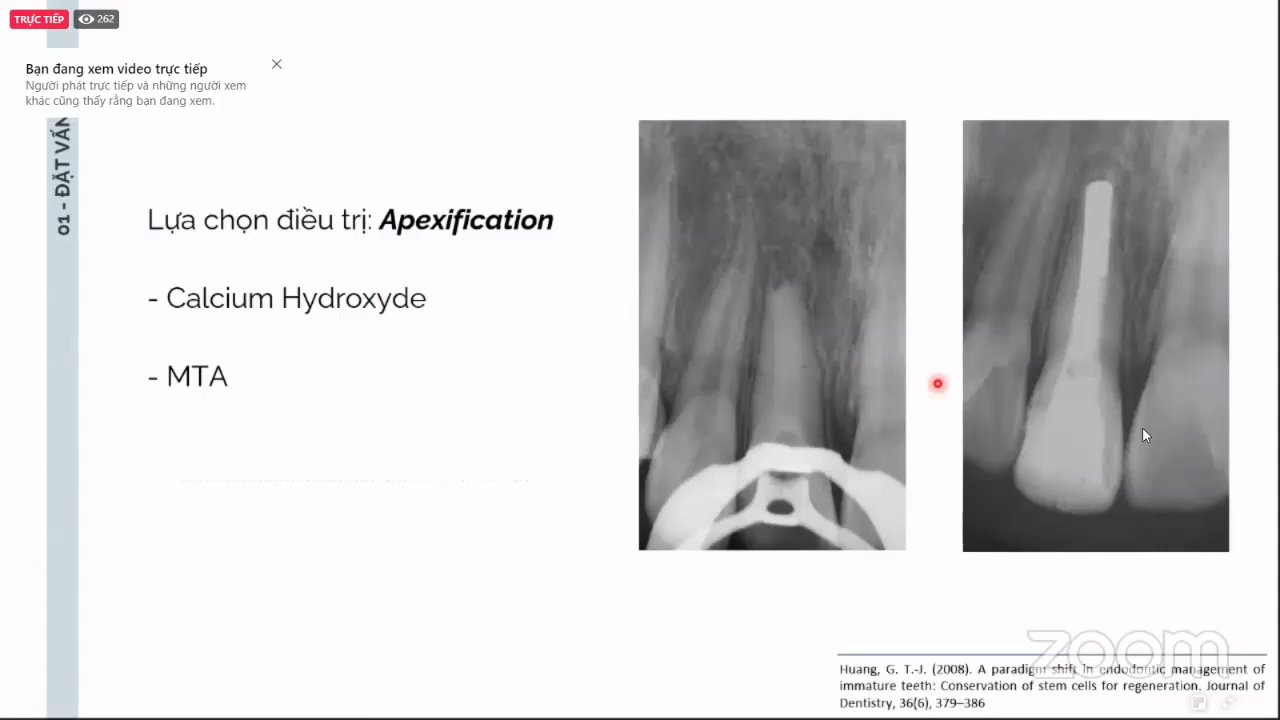 TRỰC TIẾP 262
Bạn đang xem video trực tiếp
Người phát trực tiếp và những người xem
khác cũng thấy rằng bạn đang xem.
01 - ĐẶT VẤN
Lựa chọn điều trị: Apexification
- Calcium Hydroxyde
- MTA
zoom
Huang, G. T.-J. (2008). A paradigm shift in endodontic management of
immature teeth: Conservation of stem cells for regeneration. Journal of
Dentistry, 36(6), 379–386